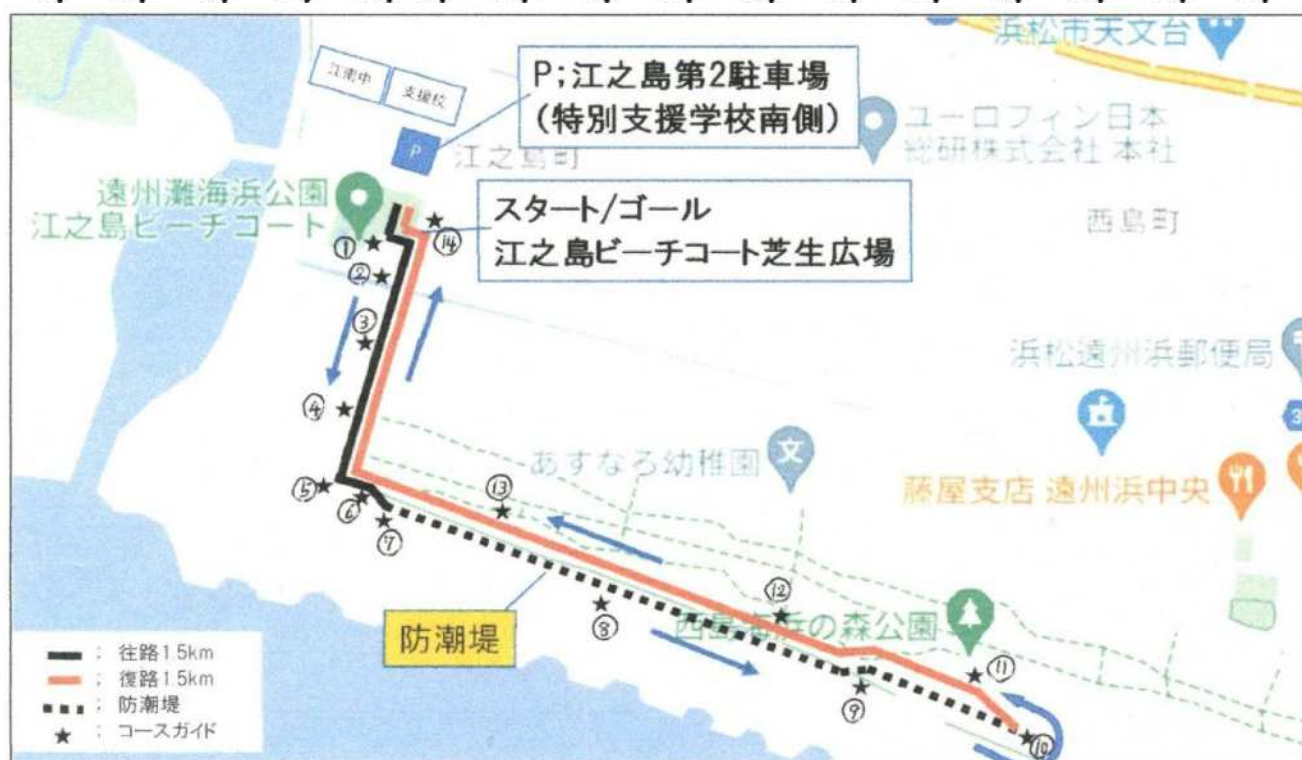 浜松市天文台
江南中
支援校
P;江之島第2駐車場
(特別支援学校南側)
P
江之島町
ユーロフィン日本
総研株式会社 本社
遠州灘海浜公園
江之島ビーチコート
スタート/ゴール
江之島ビーチコート芝生広場
西島町
①
⑭
②
③
浜松遠州浜郵便局
④
3
あすなろ幼稚園
文
藤屋支店 遠州浜中央
⑤
⑥
⑬
⑦
⑫
⑧
西島海浜の森公園
防潮堤
⑪
⑨
⑩
; 往路1.5km
; 復路1.5km
; 防潮堤
★ ; コースガイド